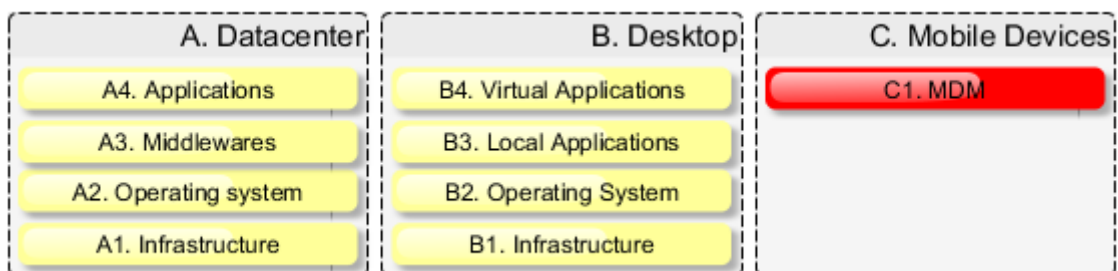 A. Datacenter
A4. Applications
A3. Middlewares
A2. Operating system
A1. Infrastructure
B. Desktop
B4. Virtual Applications
B3. Local Applications
B2. Operating System
B1. Infrastructure
C. Mobile Devices
C1. MDM